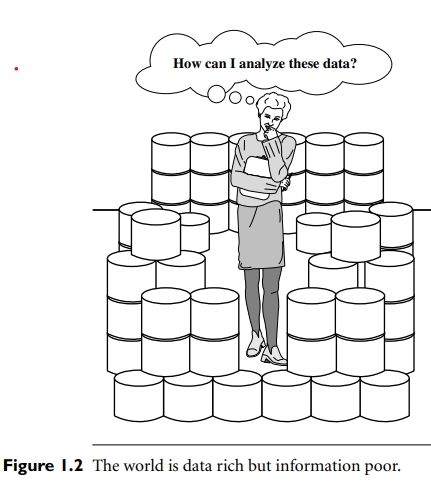 How can I analyze these data?
Figure 1.2 The world is data rich but information poor.